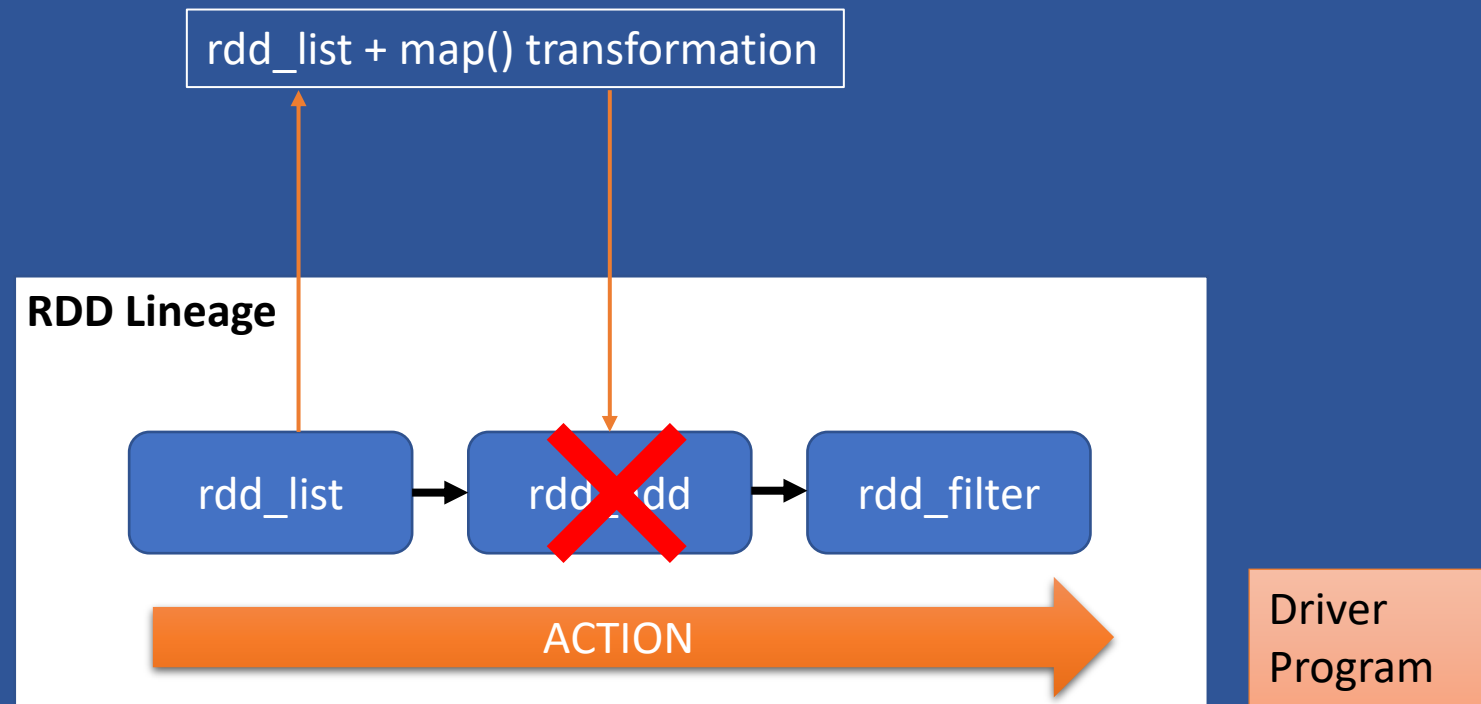 rdd_list + map() transformation
RDD Lineage
rdd_list
rdd_filter
ACTION
Driver
Program